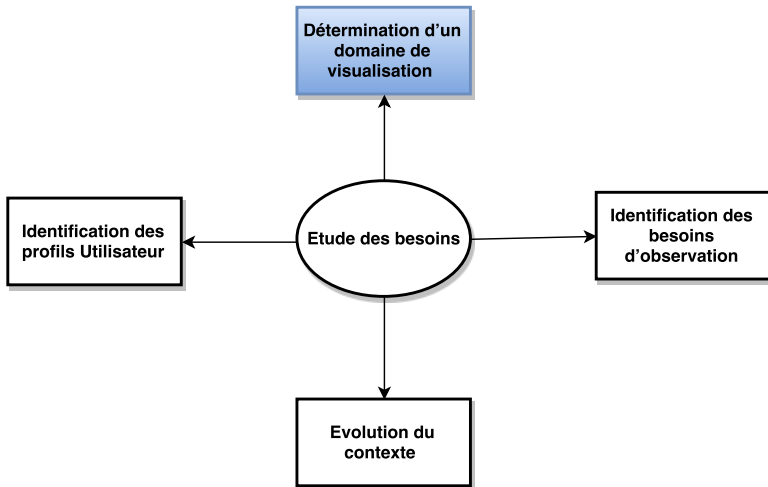 Détermination d'un
domaine de
visualisation
Identification des
profils Utilisateur
Etude des besoins
Identification des
besoins
d'observation
Evolution du
contexte